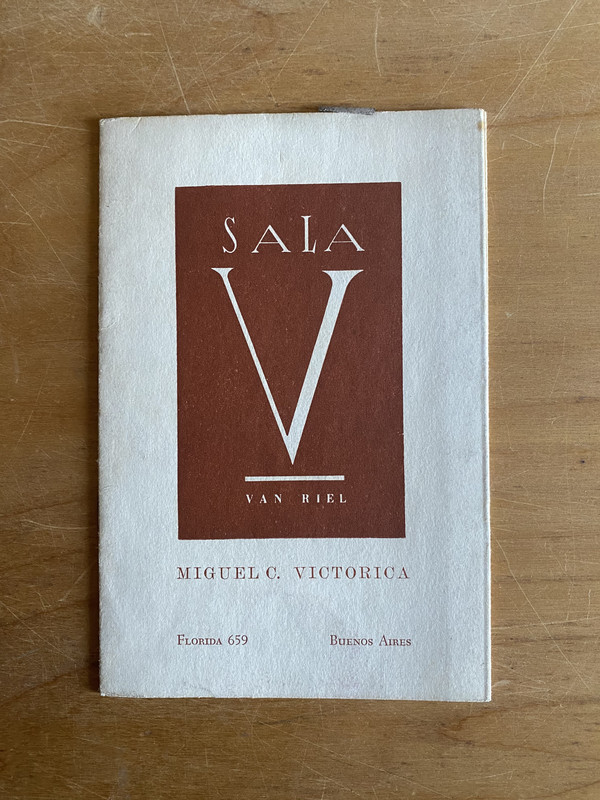 SALA
V
VAN RIEL
MIGUEL C. VICTORICA
FLORIDA 659 BUENOS AIRES